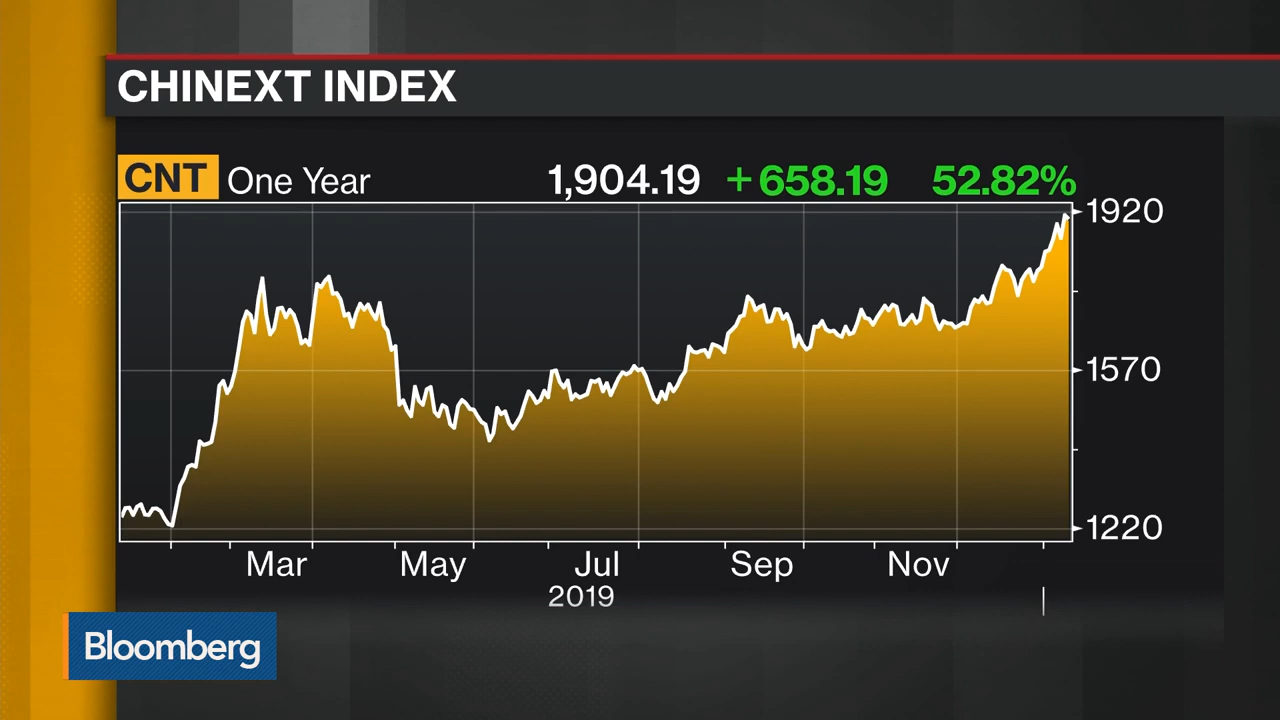 CHINEXT INDEX
CNT One Year 1,904.19 +658.19 52.82%
1920
1570
1220
Mar May Jul Sep Nov
2019
Bloomberg